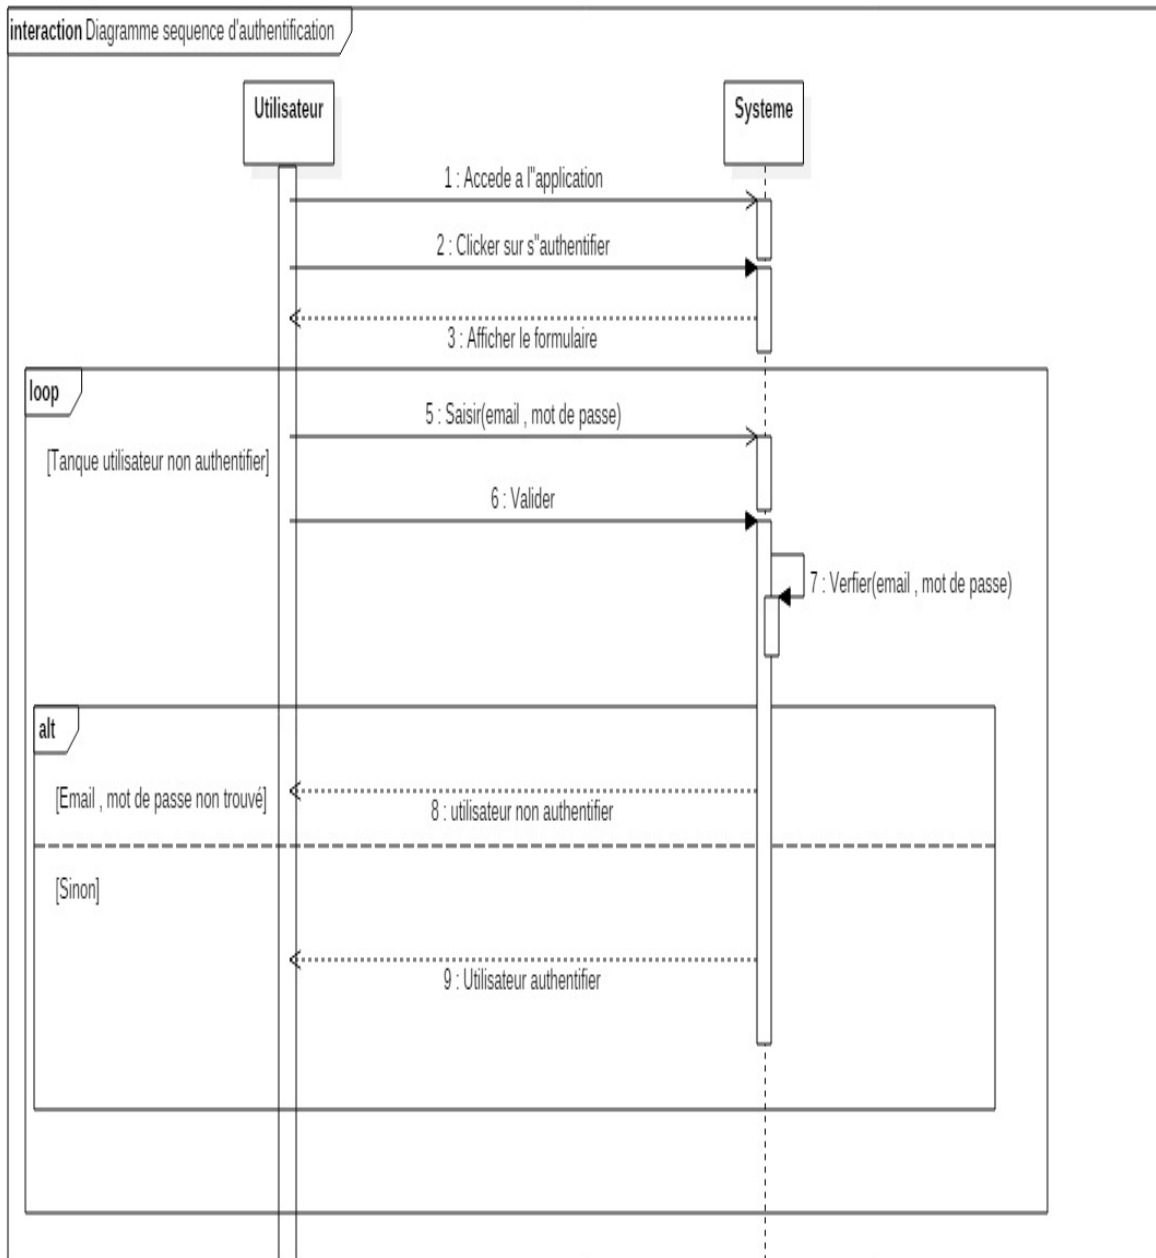 interaction Diagramme sequence d'authentification
Utilisateur
Systeme
1 : Accede a l"application
2 : Clicker sur s"authentifier
3 : Afficher le formulaire
loop
5 : Saisir(email , mot de passe)
[Tanque utilisateur non authentifier]
6 : Valider
7 : Verfier(email , mot de passe)
alt
[Email , mot de passe non trouvé]
8 : utilisateur non authentifier
[Sinon]
9 : Utilisateur authentifier